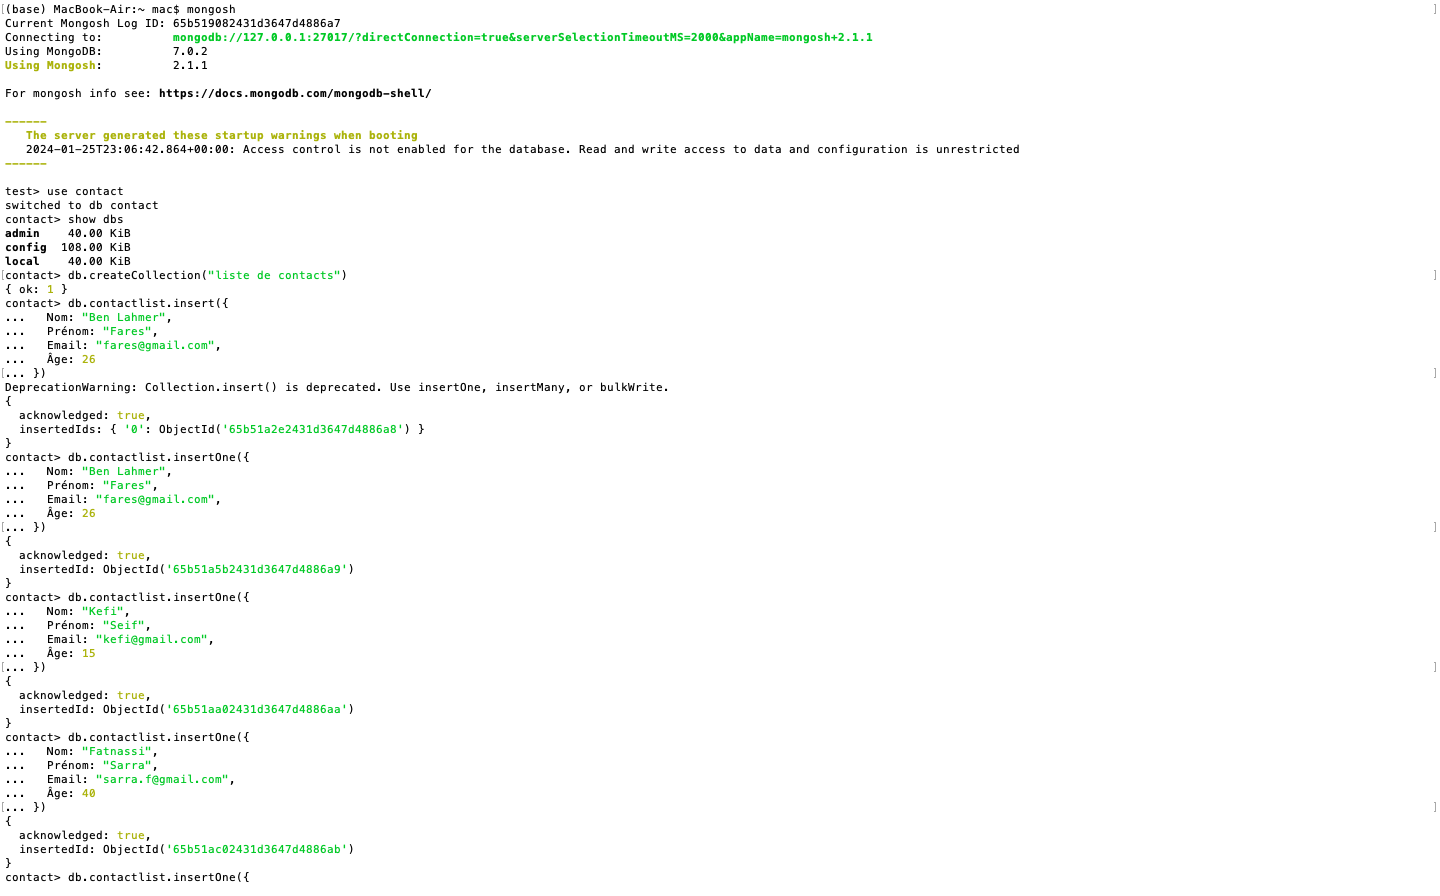 (base) MacBook-Air:~ mac$ mongosh
Current Mongosh Log ID: 65b519082431d3647d4886a7
Connecting to:          mongodb://127.0.0.1:27017/?directConnection=true&serverSelectionTimeoutMS=2000&appName=mongosh+2.1.1
Using MongoDB:          7.0.2
Using Mongosh:          2.1.1
For mongosh info see: https://docs.mongodb.com/mongodb-shell/
------
   The server generated these startup warnings when booting
   2024-01-25T23:06:42.864+00:00: Access control is not enabled for the database. Read and write access to data and configuration is unrestricted
------
test> use contact
switched to db contact
contact> show dbs
admin    40.00 KiB
config  108.00 KiB
local    40.00 KiB
[contact> db.createCollection("liste de contacts") ]
{ ok: 1 }
contact> db.contactlist.insert({
...   Nom: "Ben Lahmer",
...   Prénom: "Fares",
...   Email: "fares@gmail.com",
...   Âge: 26
[... }) ]
DeprecationWarning: Collection.insert() is deprecated. Use insertOne, insertMany, or bulkWrite.
{
  acknowledged: true,
  insertedIds: { '0': ObjectId('65b51a2e2431d3647d4886a8') }
}
contact> db.contactlist.insertOne({
...   Nom: "Ben Lahmer",
...   Prénom: "Fares",
...   Email: "fares@gmail.com",
...   Âge: 26
[... }) ]
{
  acknowledged: true,
  insertedId: ObjectId('65b51a5b2431d3647d4886a9')
}
contact> db.contactlist.insertOne({
...   Nom: "Kefi",
...   Prénom: "Seif",
...   Email: "kefi@gmail.com",
...   Âge: 15
[... }) ]
{
  acknowledged: true,
  insertedId: ObjectId('65b51aa02431d3647d4886aa')
}
contact> db.contactlist.insertOne({
...   Nom: "Fatnassi",
...   Prénom: "Sarra",
...   Email: "sarra.f@gmail.com",
...   Âge: 40
[... }) ]
{
  acknowledged: true,
  insertedId: ObjectId('65b51ac02431d3647d4886ab')
}
contact> db.contactlist.insertOne({